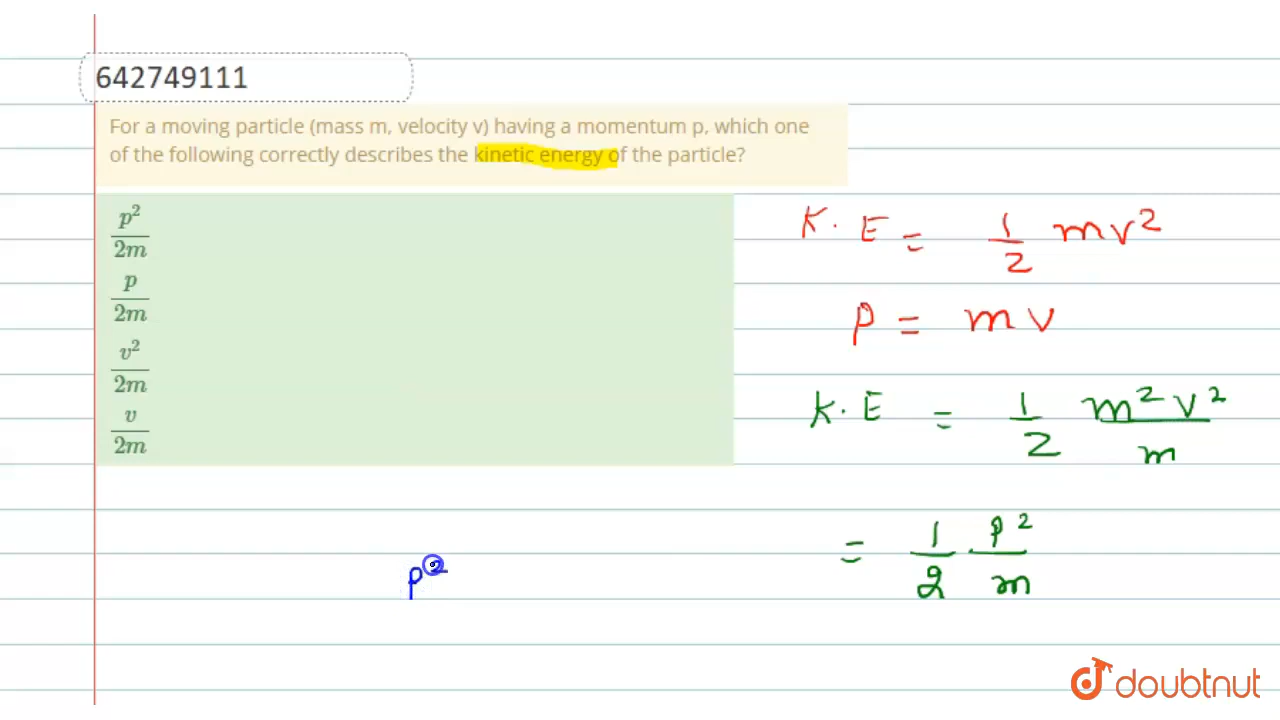 642749111
For a moving particle (mass m, velocity v) having a momentum p, which one
of the following correctly describes the kinetic energy of the particle?
p²/2m
p/2m
v²/2m
v/2m
K.E = 1/2 mv²
P = mv
K.E = 1/2 m²v²/m
= 1/2 . P²/m
p²
doubtnut